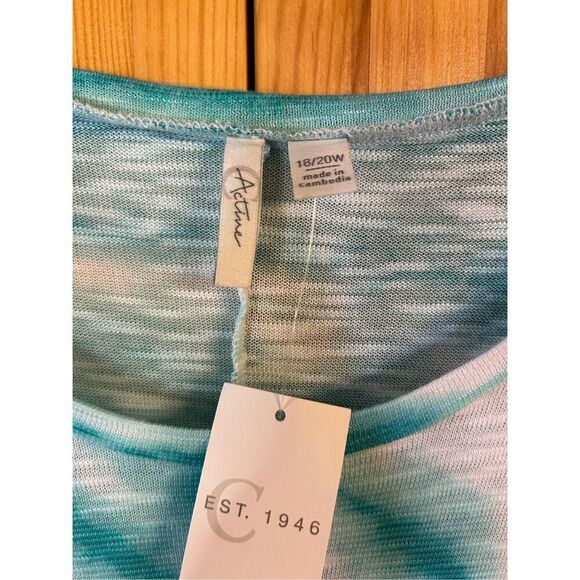 C
Active
18/20W
made in
cambodia
C
EST. 1946